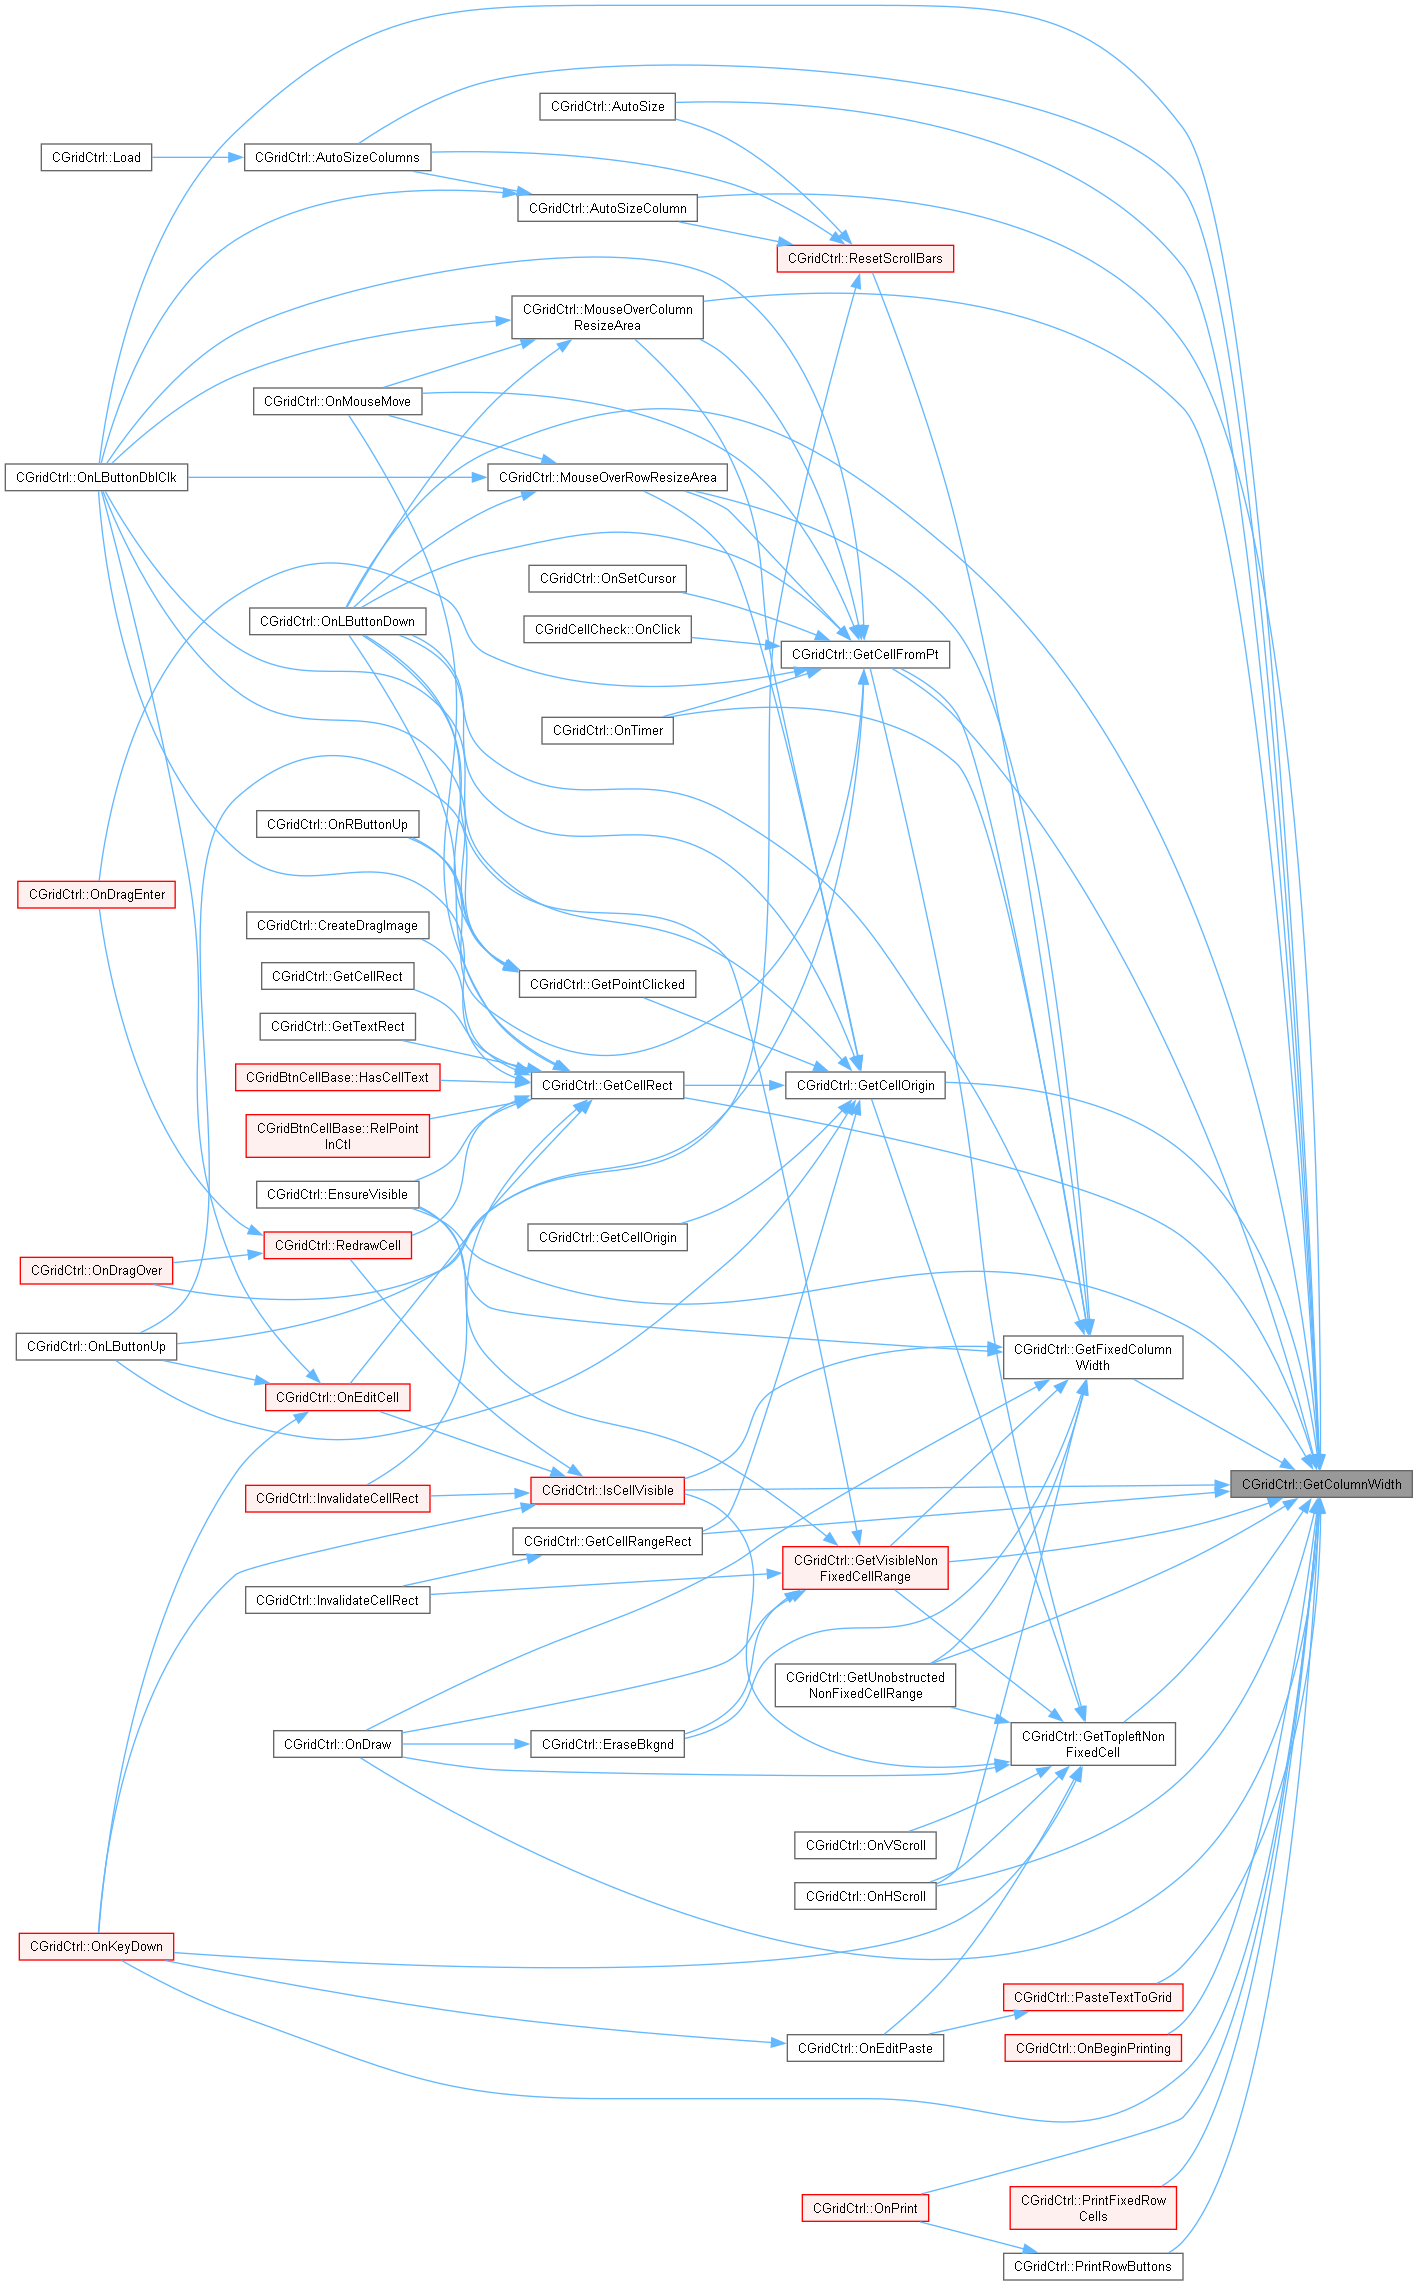 CGridCtrl::AutoSize
CGridCtrl::Load
CGridCtrl::AutoSizeColumns
CGridCtrl::AutoSizeColumn
CGridCtrl::ResetScrollBars
CGridCtrl::MouseOverColumn
ResizeArea
CGridCtrl::OnMouseMove
CGridCtrl::OnLButtonDblClk
CGridCtrl::MouseOverRowResizeArea
CGridCtrl::OnSetCursor
CGridCtrl::OnLButtonDown
CGridCellCheck::OnClick
CGridCtrl::GetCellFromPt
CGridCtrl::OnTimer
CGridCtrl::OnRButtonUp
CGridCtrl::OnDragEnter
CGridCtrl::CreateDragImage
CGridCtrl::GetCellRect
CGridCtrl::GetPointClicked
CGridCtrl::GetTextRect
CGridBtnCellBase::HasCellText
CGridCtrl::GetCellRect
CGridCtrl::GetCellOrigin
CGridBtnCellBase::RelPoint
InCtl
CGridCtrl::EnsureVisible
CGridCtrl::GetCellOrigin
CGridCtrl::RedrawCell
CGridCtrl::OnDragOver
CGridCtrl::OnLButtonUp
CGridCtrl::GetFixedColumn
Width
CGridCtrl::OnEditCell
CGridCtrl::GetColumnWidth
CGridCtrl::IsCellVisible
CGridCtrl::InvalidateCellRect
CGridCtrl::GetCellRangeRect
CGridCtrl::GetVisibleNon
FixedCellRange
CGridCtrl::InvalidateCellRect
CGridCtrl::GetUnobstructed
NonFixedCellRange
CGridCtrl::OnDraw
CGridCtrl::EraseBkgnd
CGridCtrl::GetTopleftNon
FixedCell
CGridCtrl::OnVScroll
CGridCtrl::OnHScroll
CGridCtrl::OnKeyDown
CGridCtrl::PasteTextToGrid
CGridCtrl::OnEditPaste
CGridCtrl::OnBeginPrinting
CGridCtrl::OnPrint
CGridCtrl::PrintFixedRow
Cells
CGridCtrl::PrintRowButtons